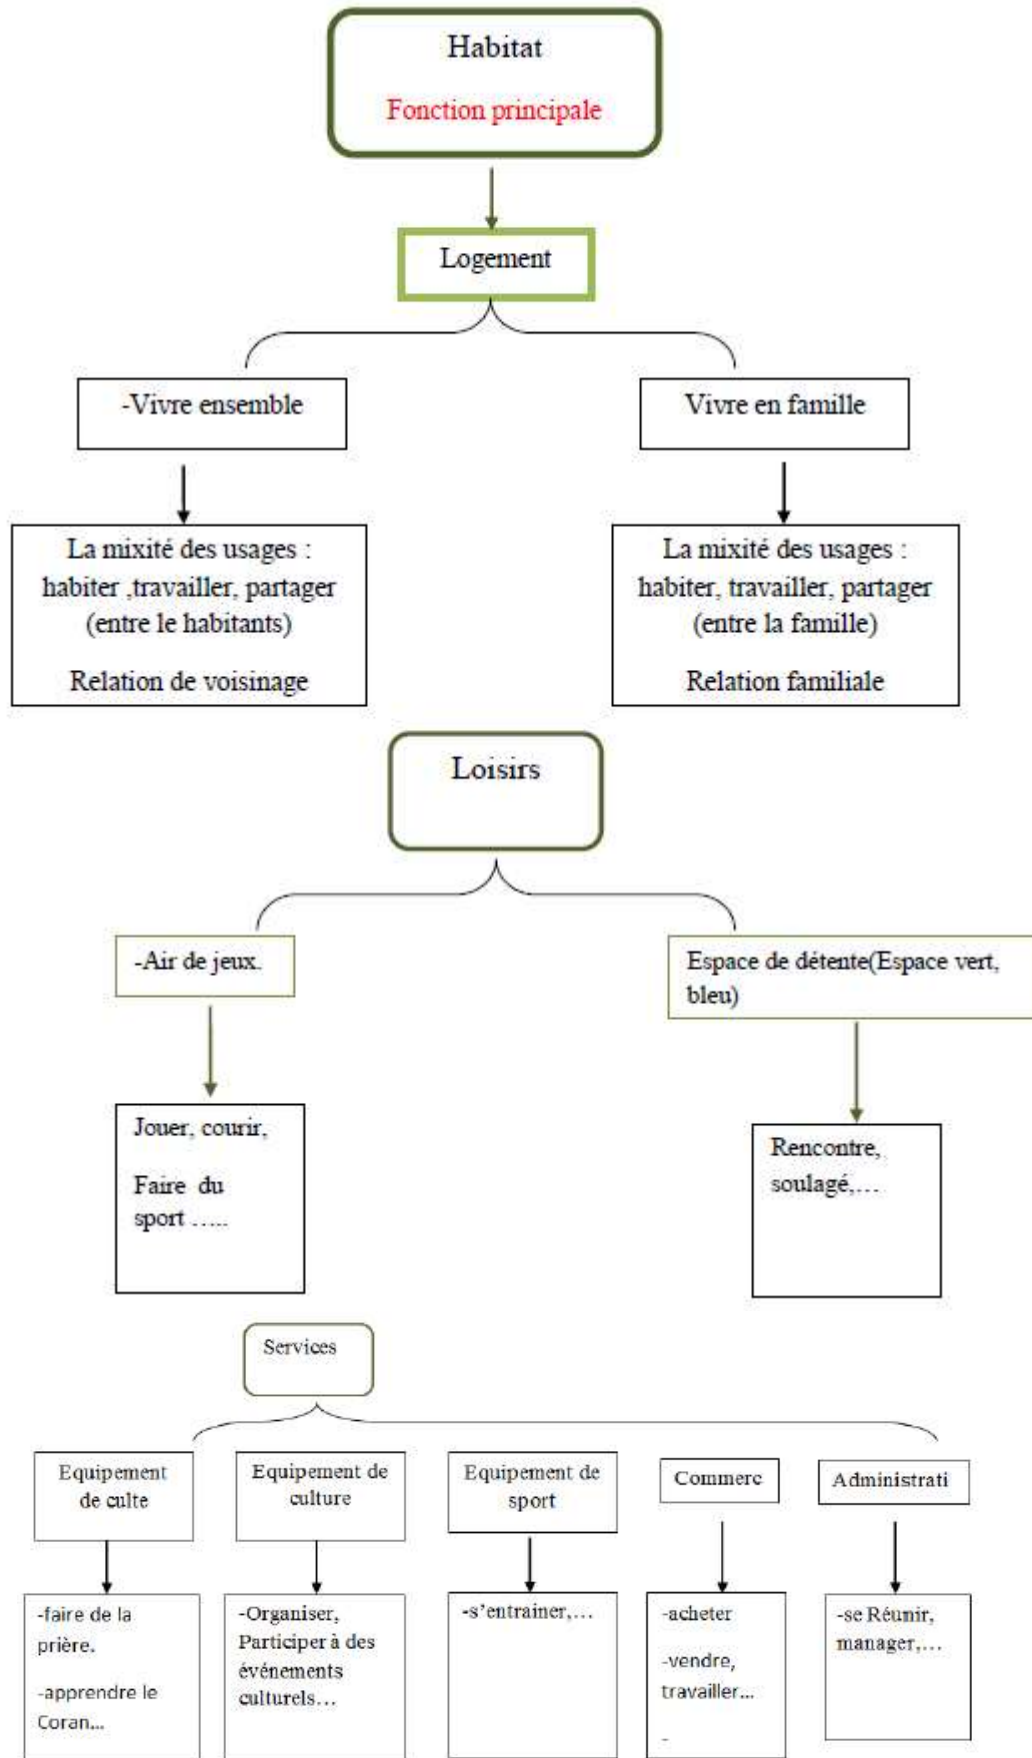 Habitat
Fonction principale
Logement
-Vivre ensemble
Vivre en famille
La mixité des usages :
habiter ,travailler, partager
(entre le habitants)
Relation de voisinage
La mixité des usages :
habiter, travailler, partager
(entre la famille)
Relation familiale
Loisirs
-Air de jeux.
Espace de détente(Espace vert,
bleu)
Jouer, courir,
Faire du
sport …..
Rencontre,
soulagé,…
Services
Equipement
de culte
Equipement de
culture
Equipement de
sport
Commerc
Administrati
-faire de la
prière.
-apprendre le
Coran…
-Organiser,
Participer à des
événements
culturels…
-s’entrainer,…
-acheter
-vendre,
travailler…
-
-se Réunir,
manager,…